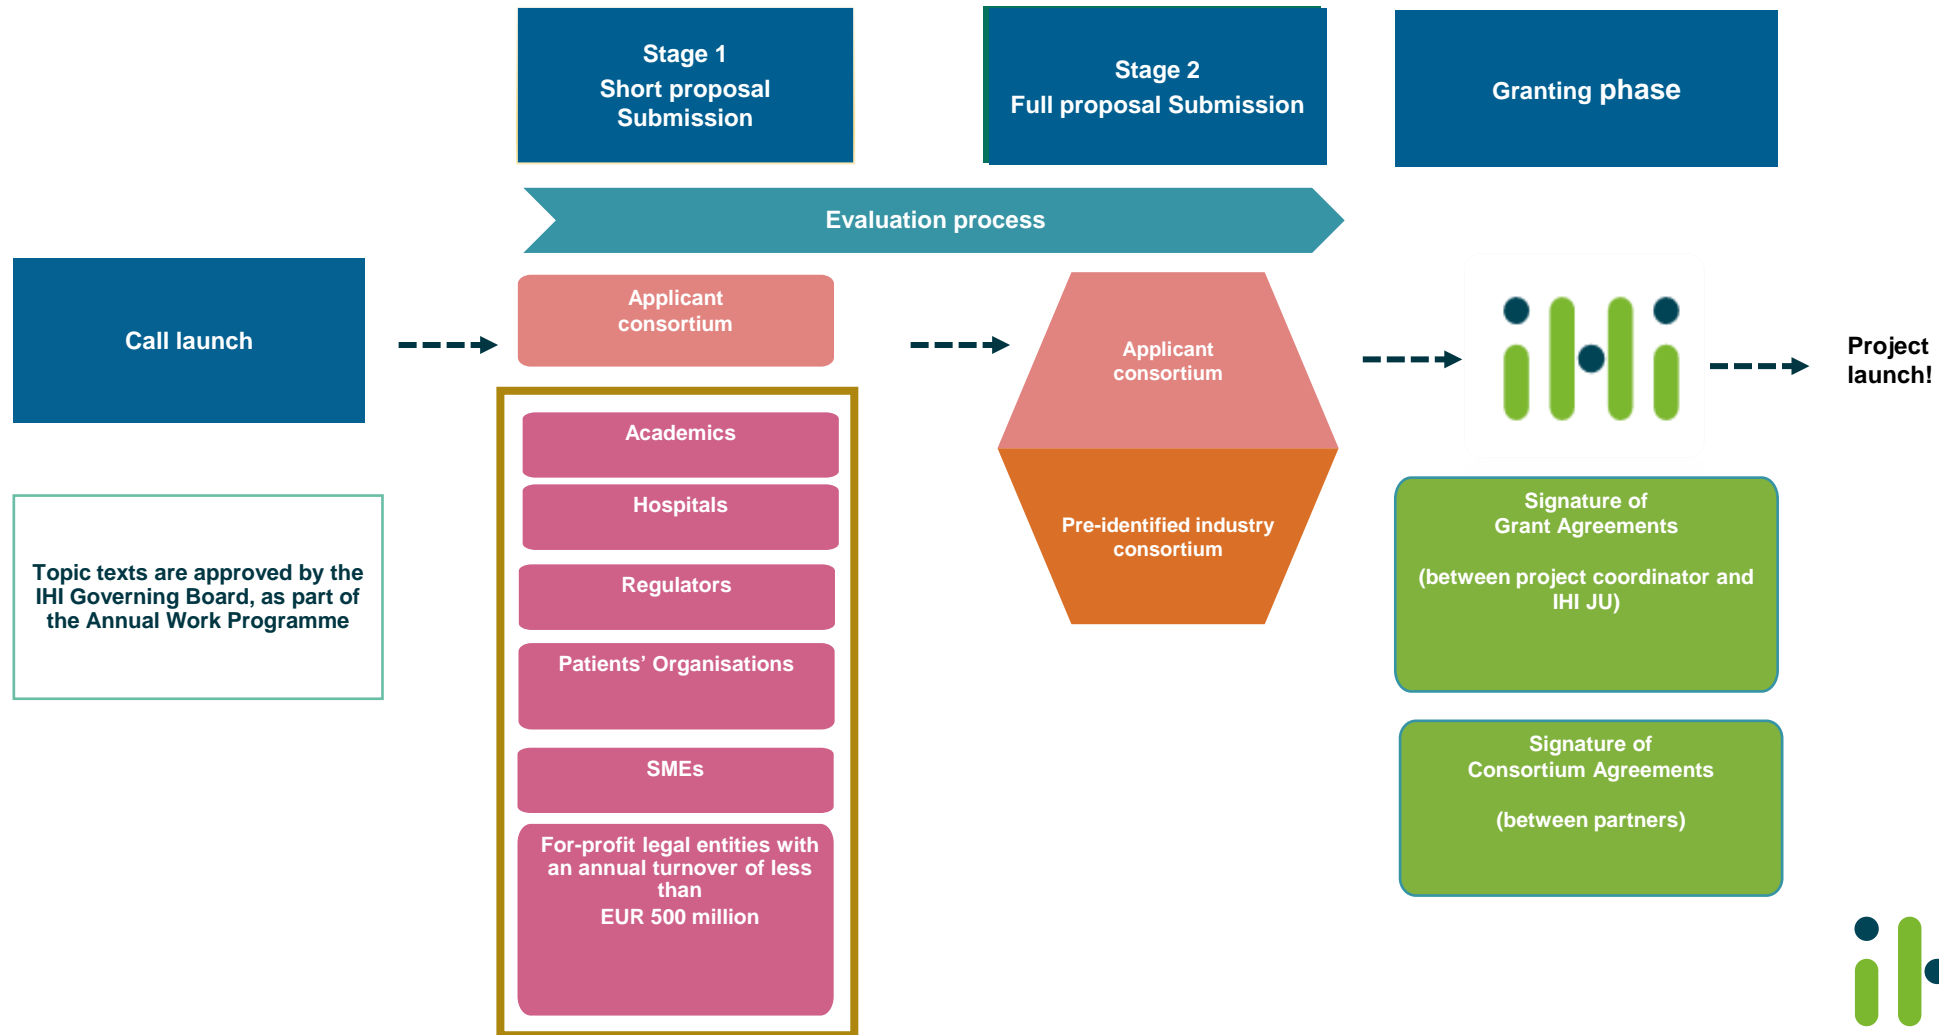 Stage 1
Short proposal
Submission
Stage 2
Full proposal Submission
Granting phase
Evaluation process
Call launch
Applicant
consortium
Academics
Hospitals
Regulators
Patients’ Organisations
SMEs
For-profit legal entities with
an annual turnover of less
than
EUR 500 million
Applicant
consortium
Pre-identified industry
consortium
ihi
Project
launch!
Topic texts are approved by the
IHI Governing Board, as part of
the Annual Work Programme
Signature of
Grant Agreements
(between project coordinator and
IHI JU)
Signature of
Consortium Agreements
(between partners)